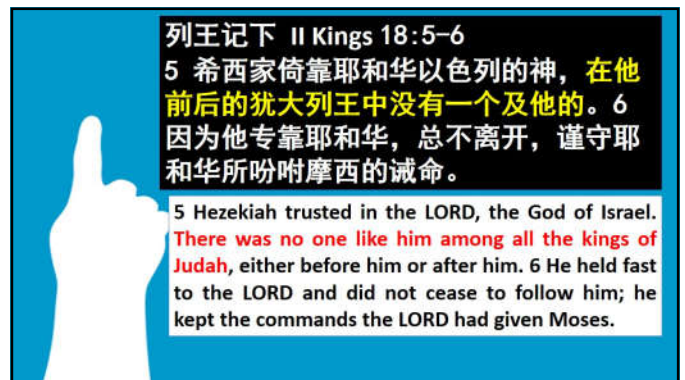 列王记下 II Kings 18:5-6
5 希西家倚靠耶和华以色列的神，在他
前后的犹大列王中没有一个及他的。6
因为他专靠耶和华，总不离开，谨守耶
和华所吩咐摩西的诫命。
5 Hezekiah trusted in the LORD, the God of Israel.
There was no one like him among all the kings of
Judah, either before him or after him. 6 He held fast
to the LORD and did not cease to follow him; he
kept the commands the LORD had given Moses.